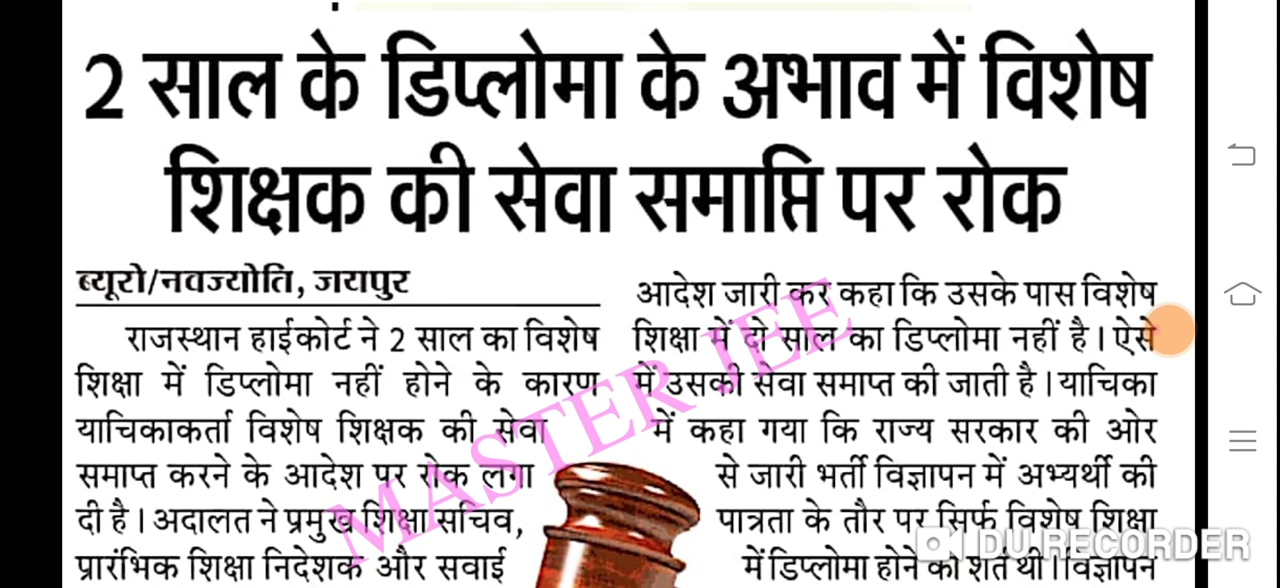 2 साल के डिप्लोमा के अभाव में विशेष
शिक्षक की सेवा समाप्ति पर रोक
ब्यूरो/नवज्योति, जयपुर
राजस्थान हाईकोर्ट ने 2 साल का विशेष
शिक्षा में डिप्लोमा नहीं होने के कारण
याचिकाकर्ता विशेष शिक्षक की सेवा
समाप्त करने के आदेश पर रोक लगा
दी है। अदालत ने प्रमुख शिक्षा सचिव,
प्रारंभिक शिक्षा निदेशक और सवाई
आदेश जारी कर कहा कि उसके पास विशेष
शिक्षा में दो साल का डिप्लोमा नहीं है। ऐसे
में उसकी सेवा समाप्त की जाती है। याचिका
में कहा गया कि राज्य सरकार की ओर
से जारी भर्ती विज्ञापन में अभ्यर्थी की
पात्रता के तौर पर सिर्फ विशेष शिक्षा
में डिप्लोमा होने की शर्त थी। विज्ञापन
MASTER JEE
DU RECORDER